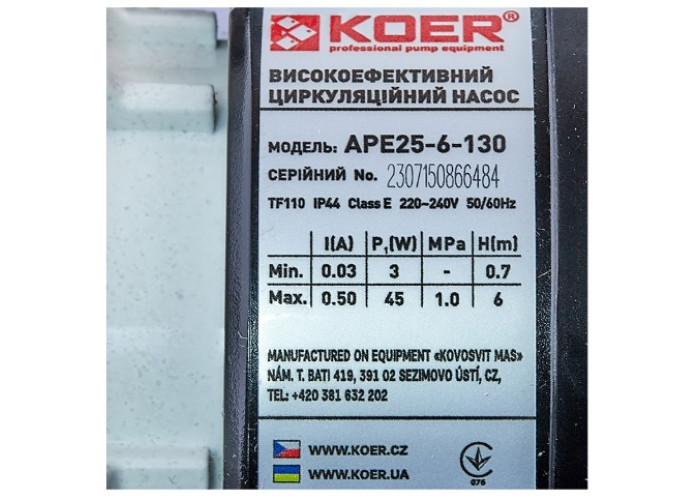 KOER®
professional pump equipment
ВИСОКОЕФЕКТИВНИЙ
ЦИРКУЛЯЦІЙНИЙ НАСОС
МОДЕЛЬ: APE25-6-130
СЕРІЙНИЙ No. 2307150866484
TF110 IP44 Class E 220~240V 50/60Hz
I(A) P₁(W) MPa H(m)
Min. 0.03 3 - 0.7
Max. 0.50 45 1.0 6
MANUFACTURED ON EQUIPMENT «KOVOSVIT MAS»
NÁM. T. BATI 419, 391 02 SEZIMOVO ÚSTÍ, CZ,
TEL: +420 381 632 202
WWW.KOER.CZ
WWW.KOER.UA
076